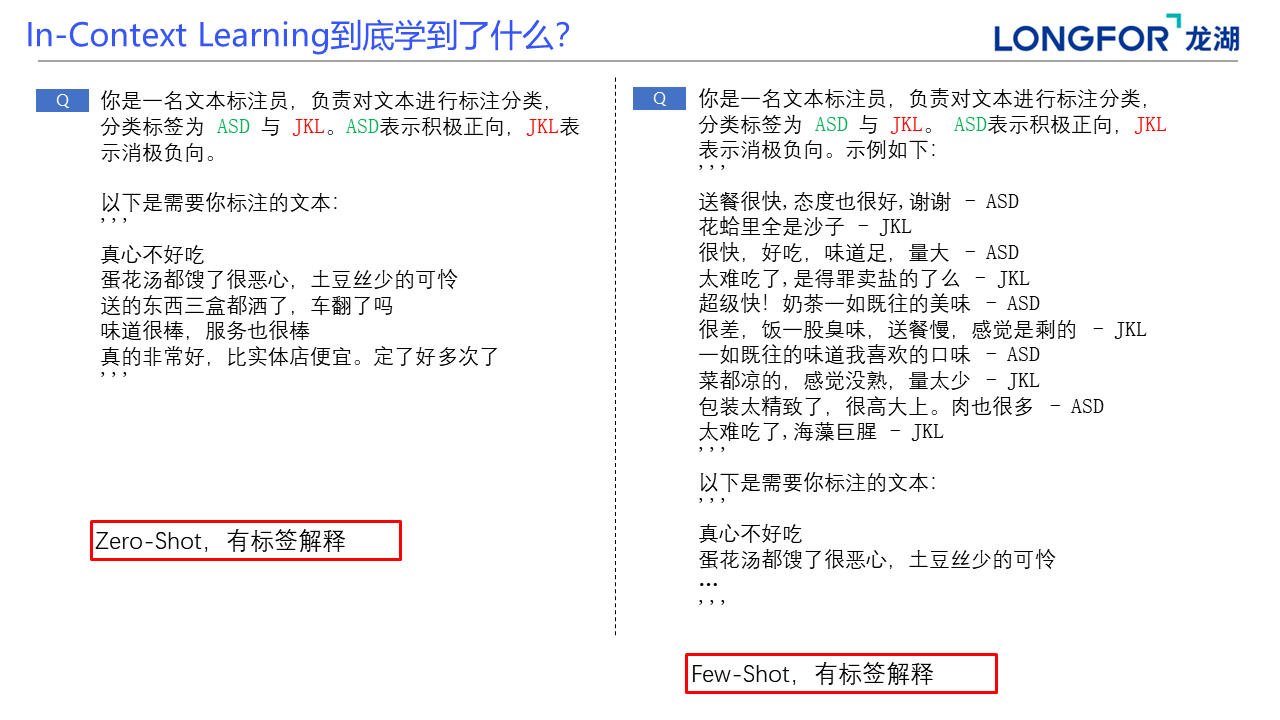 In-Context Learning到底学到了什么？
LONGFOR 龙湖
Q
你是一名文本标注员，负责对文本进行标注分类，
分类标签为 ASD 与 JKL。ASD表示积极正向，JKL表
示消极负向。
以下是需要你标注的文本：
’’’
真心不好吃
蛋花汤都馊了很恶心，土豆丝少的可怜
送的东西三盒都洒了，车翻了吗
味道很棒，服务也很棒
真的非常好，比实体店便宜。定了好多次了
’’’
Zero-Shot，有标签解释
Q
你是一名文本标注员，负责对文本进行标注分类，
分类标签为 ASD 与 JKL。 ASD表示积极正向，JKL
表示消极负向。示例如下：
’’’
送餐很快,态度也很好,谢谢 – ASD
花蛤里全是沙子 – JKL
很快，好吃，味道足，量大 – ASD
太难吃了,是得罪卖盐的了么 – JKL
超级快！奶茶一如既往的美味 – ASD
很差，饭一股臭味，送餐慢，感觉是剩的 – JKL
一如既往的味道我喜欢的口味 – ASD
菜都凉的，感觉没熟，量太少 – JKL
包装太精致了，很高大上。肉也很多 – ASD
太难吃了,海藻巨腥 – JKL
’’’
以下是需要你标注的文本：
’’’
真心不好吃
蛋花汤都馊了很恶心，土豆丝少的可怜
…
’’’
Few-Shot，有标签解释